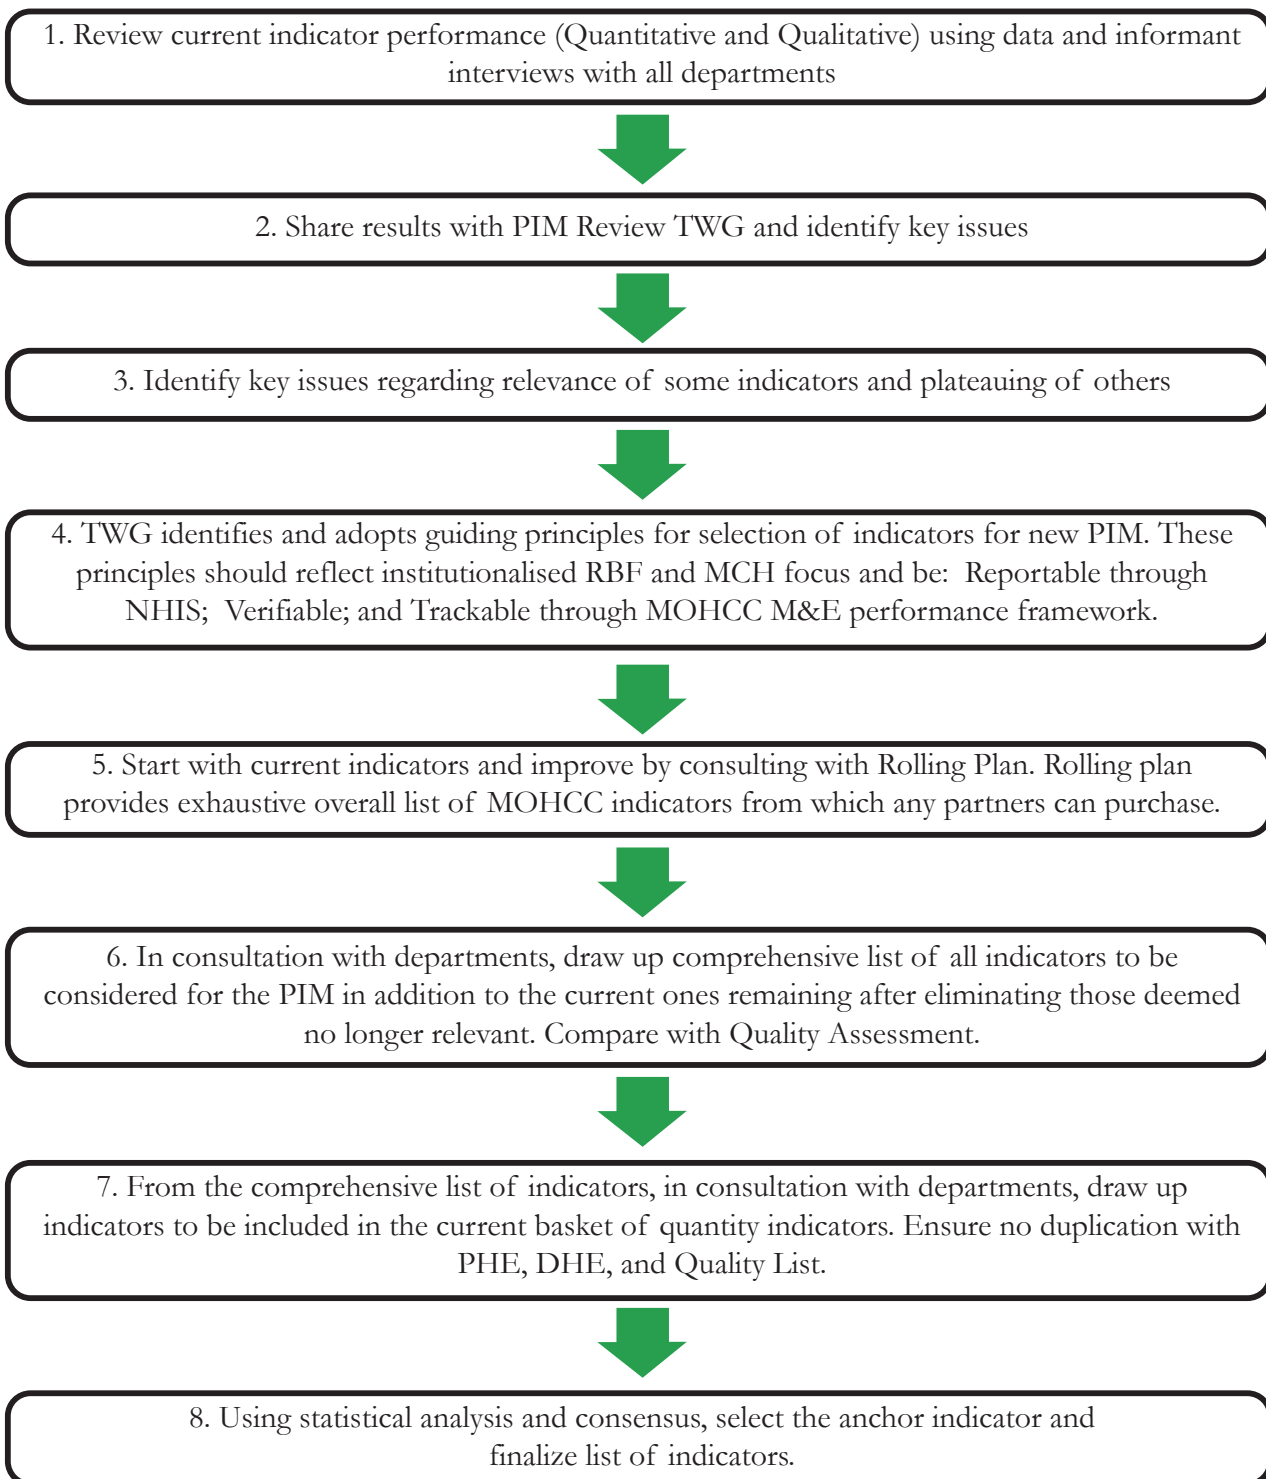 1. Review current indicator performance (Quantitative and Qualitative) using data and informant
interviews with all departments
2. Share results with PIM Review TWG and identify key issues
3. Identify key issues regarding relevance of some indicators and plateauing of others
4. TWG identifies and adopts guiding principles for selection of indicators for new PIM. These
principles should reflect institutionalised RBF and MCH focus and be: Reportable through
NHIS; Verifiable; and Trackable through MOHCC M&E performance framework.
5. Start with current indicators and improve by consulting with Rolling Plan. Rolling plan
provides exhaustive overall list of MOHCC indicators from which any partners can purchase.
6. In consultation with departments, draw up comprehensive list of all indicators to be
considered for the PIM in addition to the current ones remaining after eliminating those deemed
no longer relevant. Compare with Quality Assessment.
7. From the comprehensive list of indicators, in consultation with departments, draw up
indicators to be included in the current basket of quantity indicators. Ensure no duplication with
PHE, DHE, and Quality List.
8. Using statistical analysis and consensus, select the anchor indicator and
finalize list of indicators.